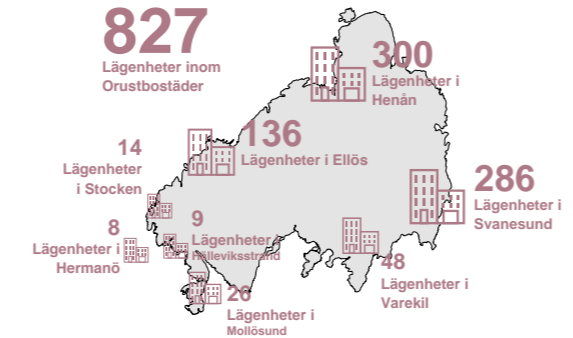 827
Lägenheter inom
Orustbostäder
300
Lägenheter i
Henån
136
Lägenheter i Ellös
14
Lägenheter
i Stocken
286
Lägenheter i
Svanesund
8
Lägenheter i
Hermanö
9
Lägenheter i
Hälleviksstrand
48
Lägenheter i
Varekil
26
Lägenheter i
Mollösund